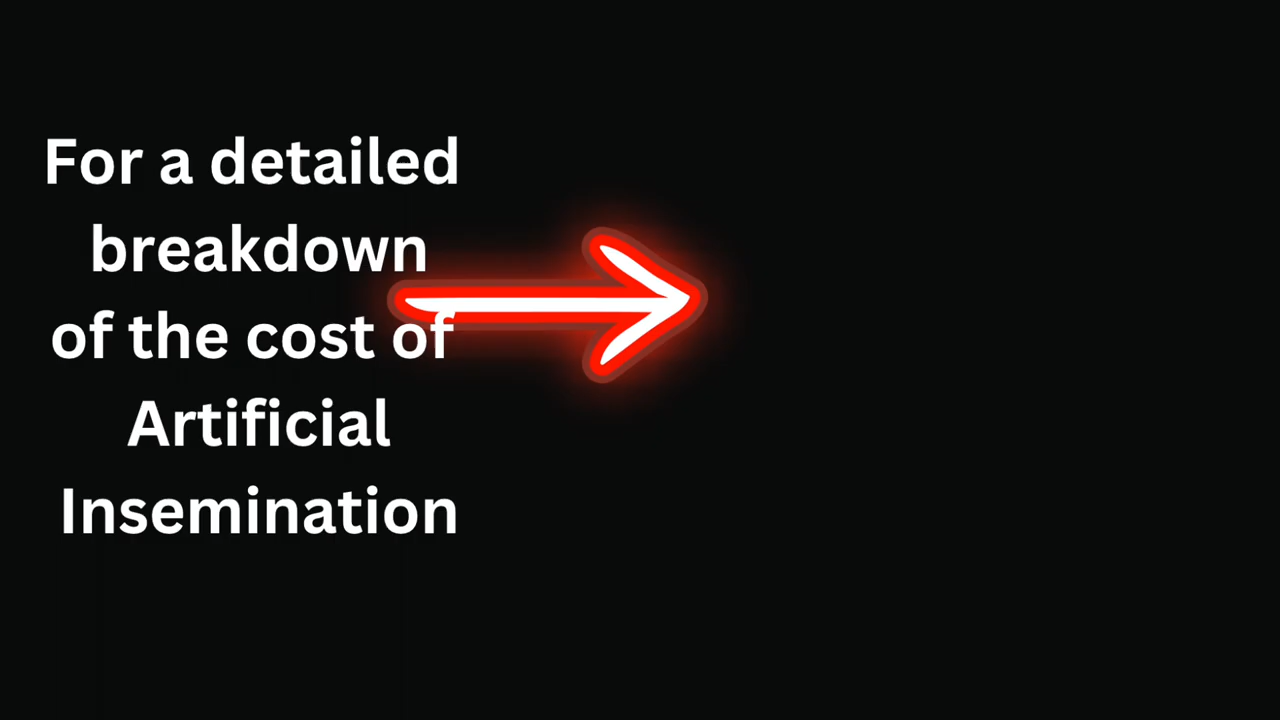 For a detailed
breakdown
of the cost of
Artificial
Insemination